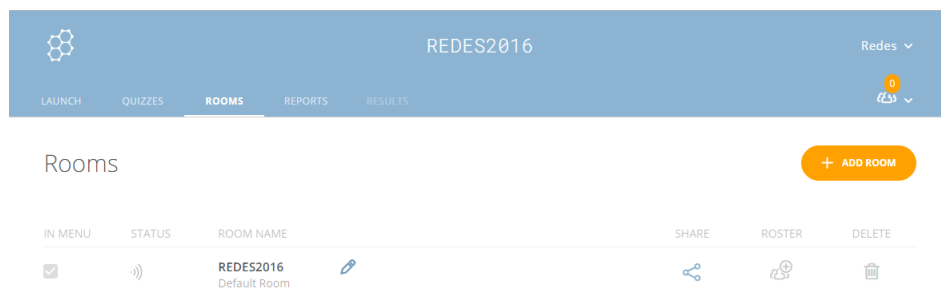 REDES2016
Redes
0
LAUNCH QUIZZES ROOMS REPORTS RESULTS
Rooms
+ ADD ROOM
IN MENU STATUS ROOM NAME SHARE ROSTER DELETE
REDES2016
Default Room